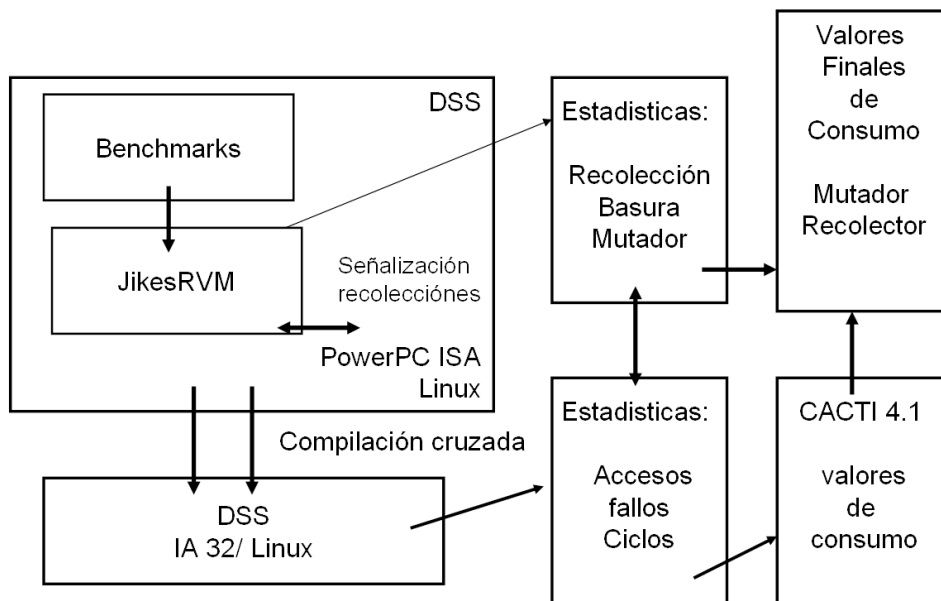 DSS
Benchmarks
JikesRVM
Señalización
recolecciónes
PowerPC ISA
Linux
Compilación cruzada
DSS
IA 32/ Linux
Estadisticas:
Recolección
Basura
Mutador
Estadisticas:
Accesos
fallos
Ciclos
Valores
Finales
de
Consumo
Mutador
Recolector
CACTI 4.1
valores
de
consumo